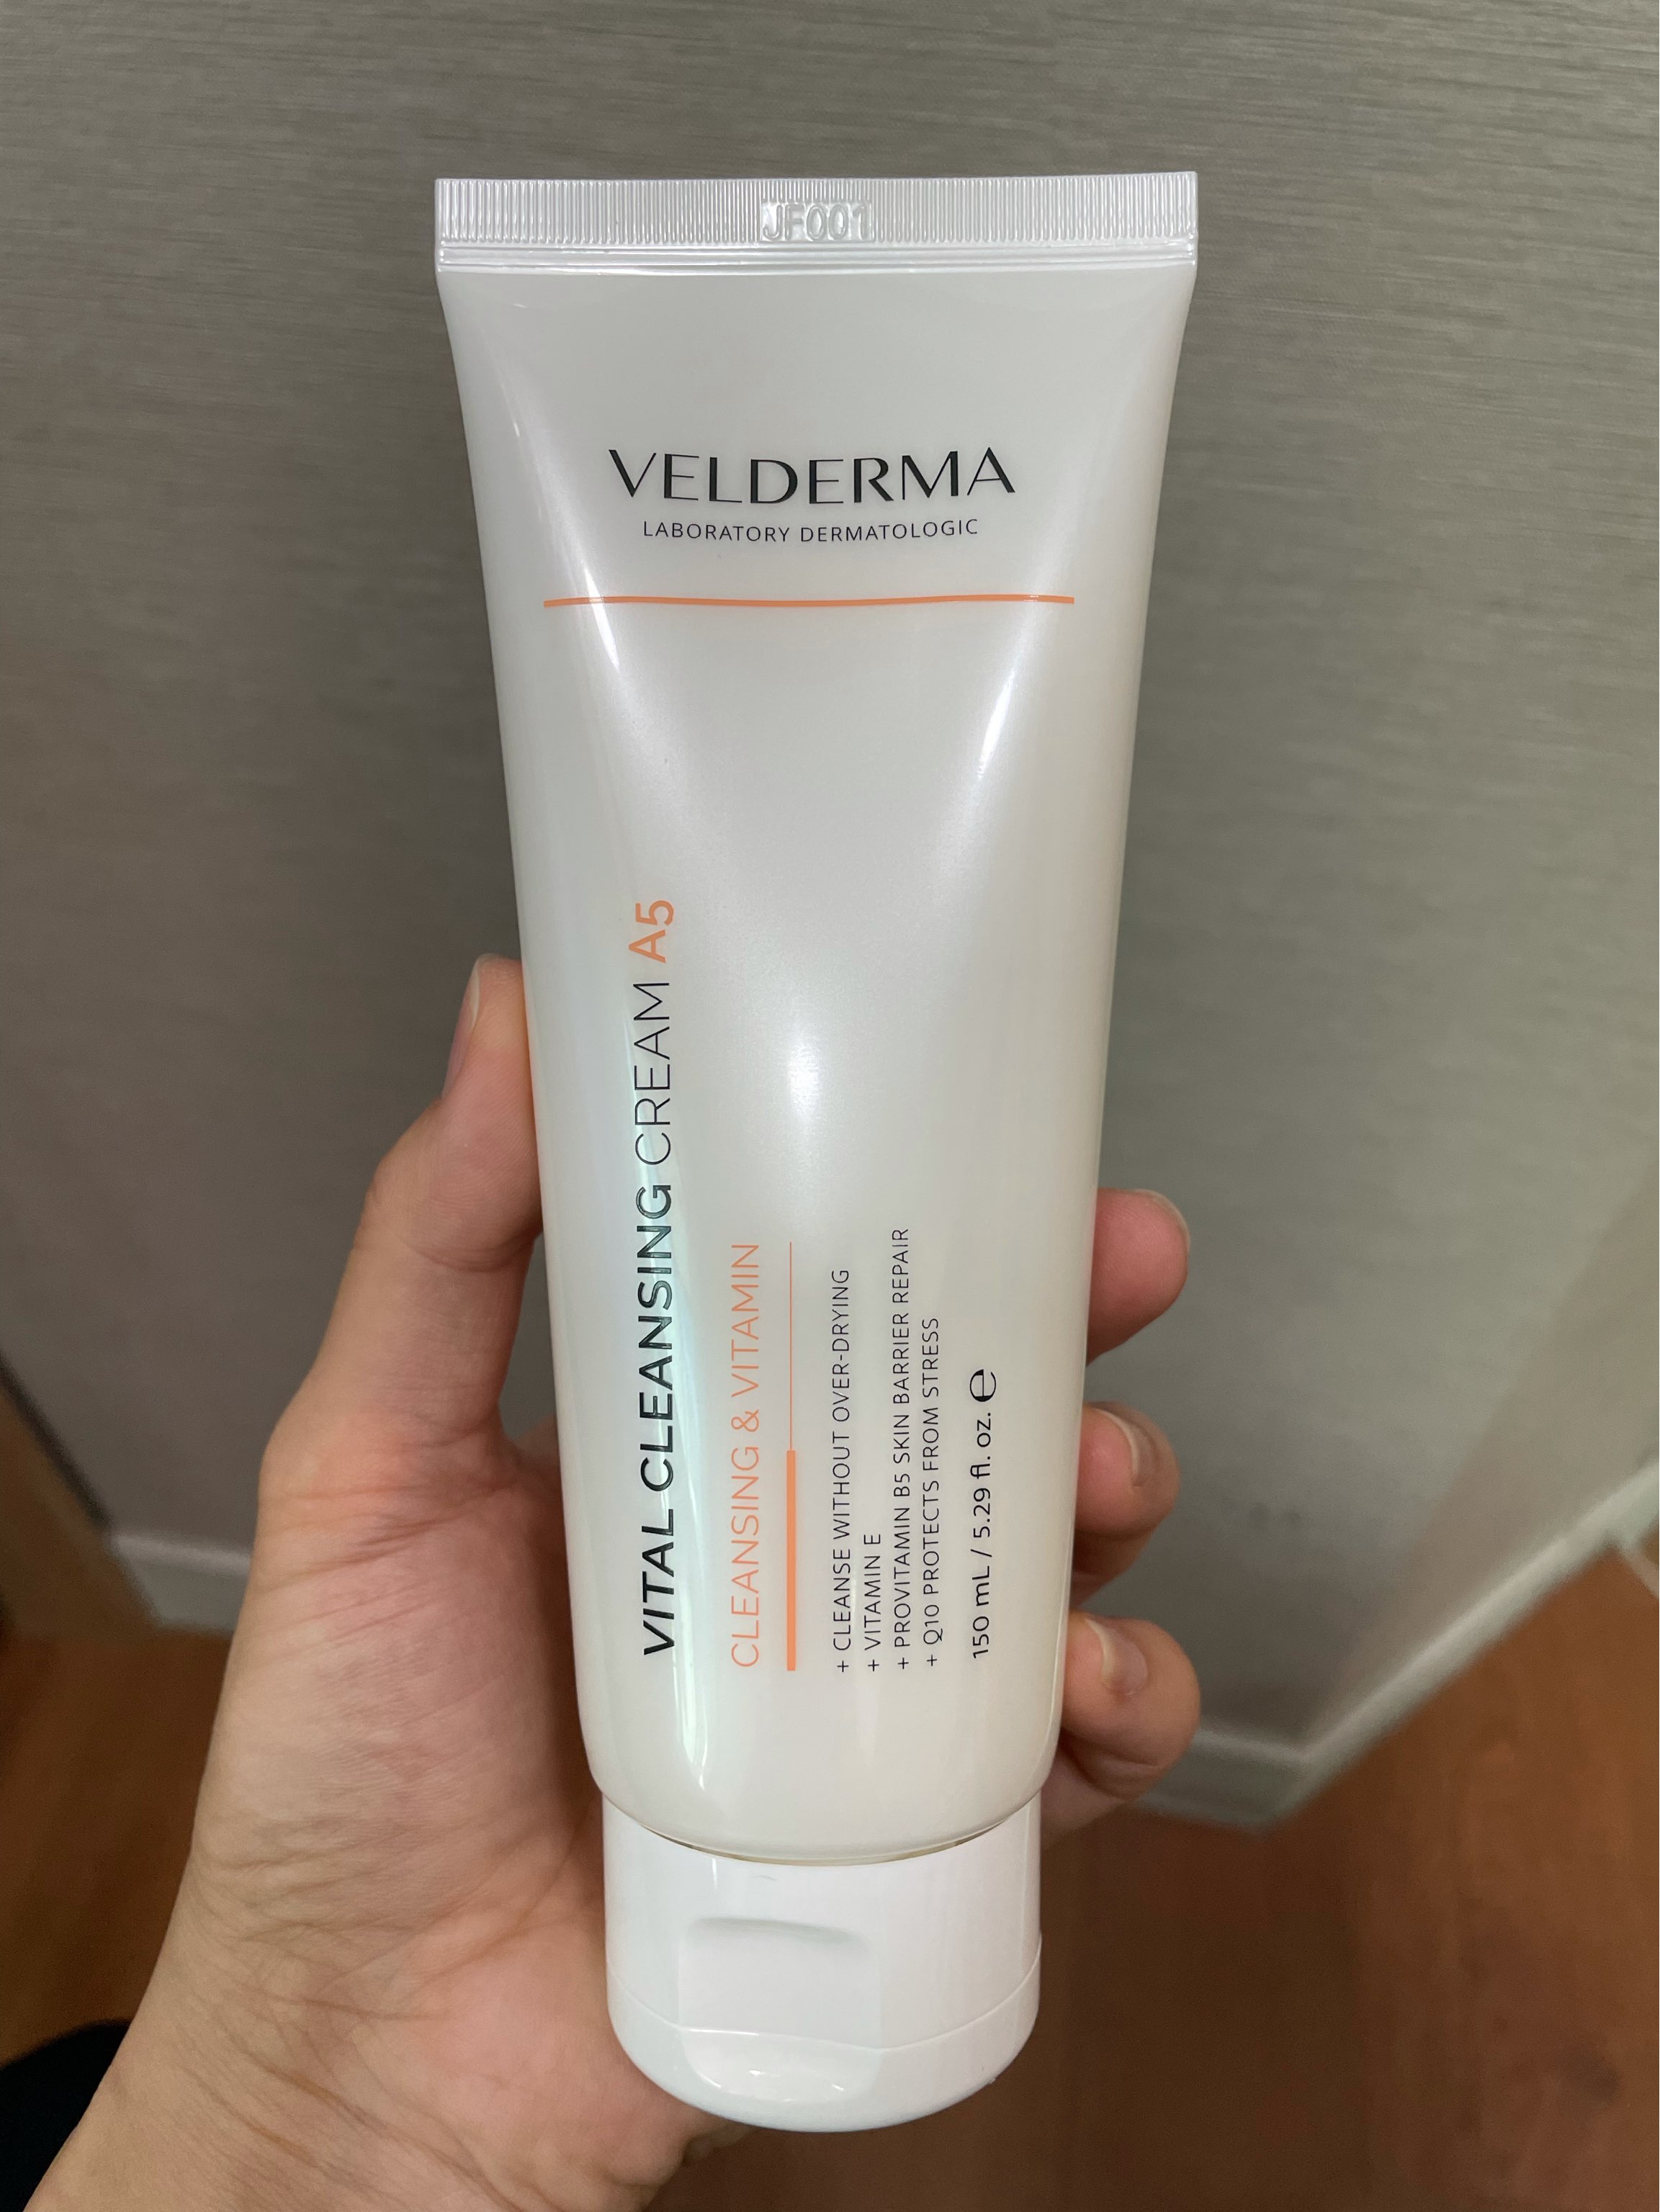 JF001
VELDERMA
LABORATORY DERMATOLOGIC
VITAL CLEANSING CREAM A5
CLEANSING & VITAMIN
+ CLEANSE WITHOUT OVER-DRYING
+ VITAMIN E
+ PROVITAMIN B5 SKIN BARRIER REPAIR
+ Q10 PROTECTS FROM STRESS
150 mL / 5.29 fl. oz. ℮